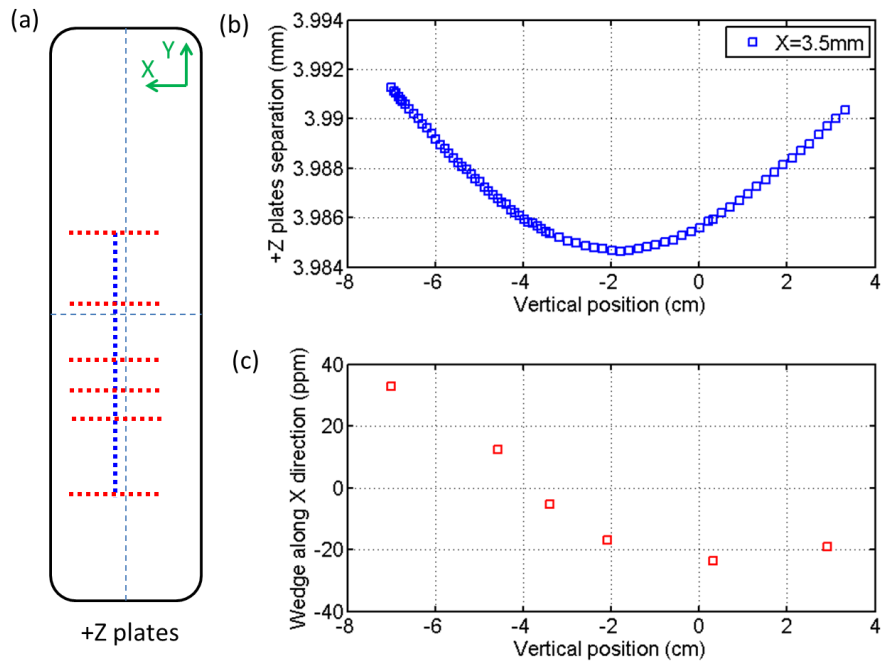 (a)
Y
X
+Z plates
(b)
+Z plates separation (mm)
3.994
3.992
3.99
3.988
3.986
3.984
X=3.5mm
-8 -6 -4 -2 0 2 4
Vertical position (cm)
(c)
Wedge along X direction (ppm)
40
20
0
-20
-40
-8 -6 -4 -2 0 2 4
Vertical position (cm)